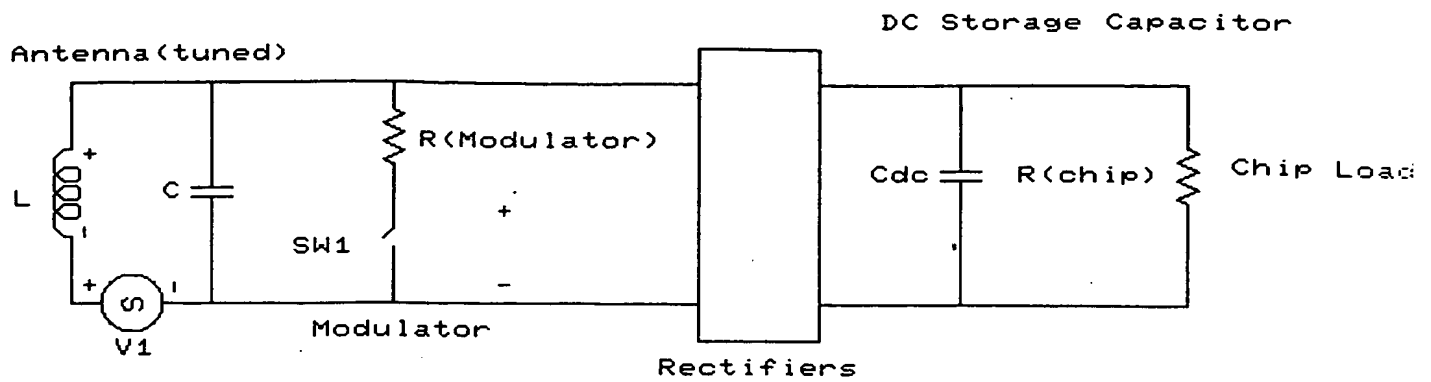 DC Storage Capacitor
Antenna(tuned)
R(Modulator)
L
C
SW1
Cdc
R(chip)
Chip Load
+
-
+
-
+
-
S
V1
Modulator
Rectifiers